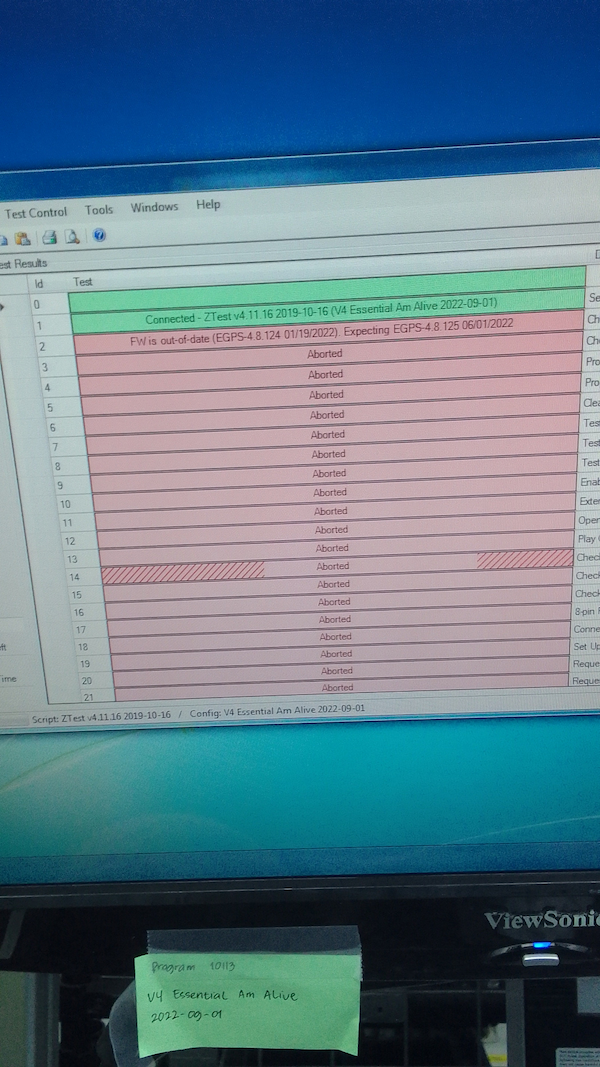 Test Control Tools Windows Help
est Results
Id Test
0
1 Connected - ZTest v4.11.16 2019-10-16 (V4 Essential Am Alive 2022-09-01) Se
2 FW is out-of-date (EGPS-4.8.124 01/19/2022). Expecting EGPS-4.8.125 06/01/2022 Ch
3 Aborted Che
4 Aborted Pro
5 Aborted Pro
6 Aborted Clea
7 Aborted Test
8 Aborted Test
9 Aborted Test
10 Aborted Enab
11 Aborted Exter
12 Aborted Open
13 Aborted Play
14 Aborted Check
15 Aborted Check
16 Aborted Check
17 Aborted 8-pin
18 Aborted Conne
19 Aborted Set Up
20 Aborted Reque
21 Aborted Reque
ft
Time
Script: ZTest v4.11.16 2019-10-16 / Config: V4 Essential Am Alive 2022-09-01
ViewSonic
Program 10113
V4 Essential Am Alive
2022-09-01